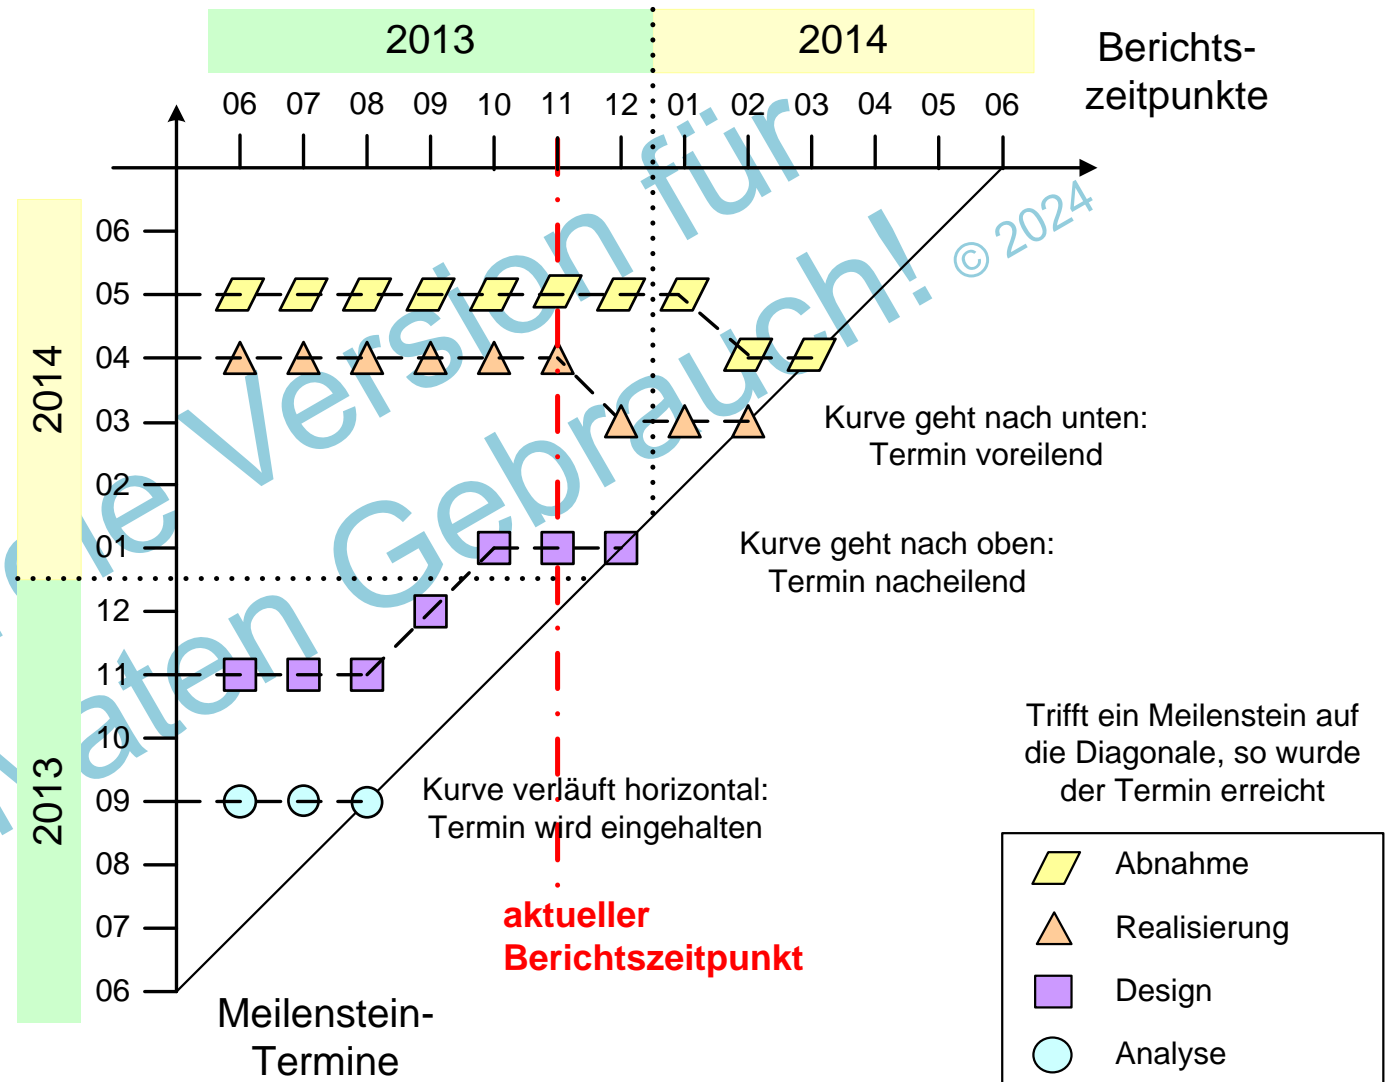 2013
2014
Berichts-
zeitpunkte
06 07 08 09 10 11 12 01 02 03 04 05 06
06
05
04
03
02
01
12
11
10
09
08
07
06
2014
2013
Kurve geht nach unten:
Termin voreilend
Kurve geht nach oben:
Termin nacheilend
Trifft ein Meilenstein auf
die Diagonale, so wurde
der Termin erreicht
Kurve verläuft horizontal:
Termin wird eingehalten
aktueller
Berichtszeitpunkt
Meilenstein-
Termine
Abnahme
Realisierung
Design
Analyse
Version für
Gebrauch!
© 2024